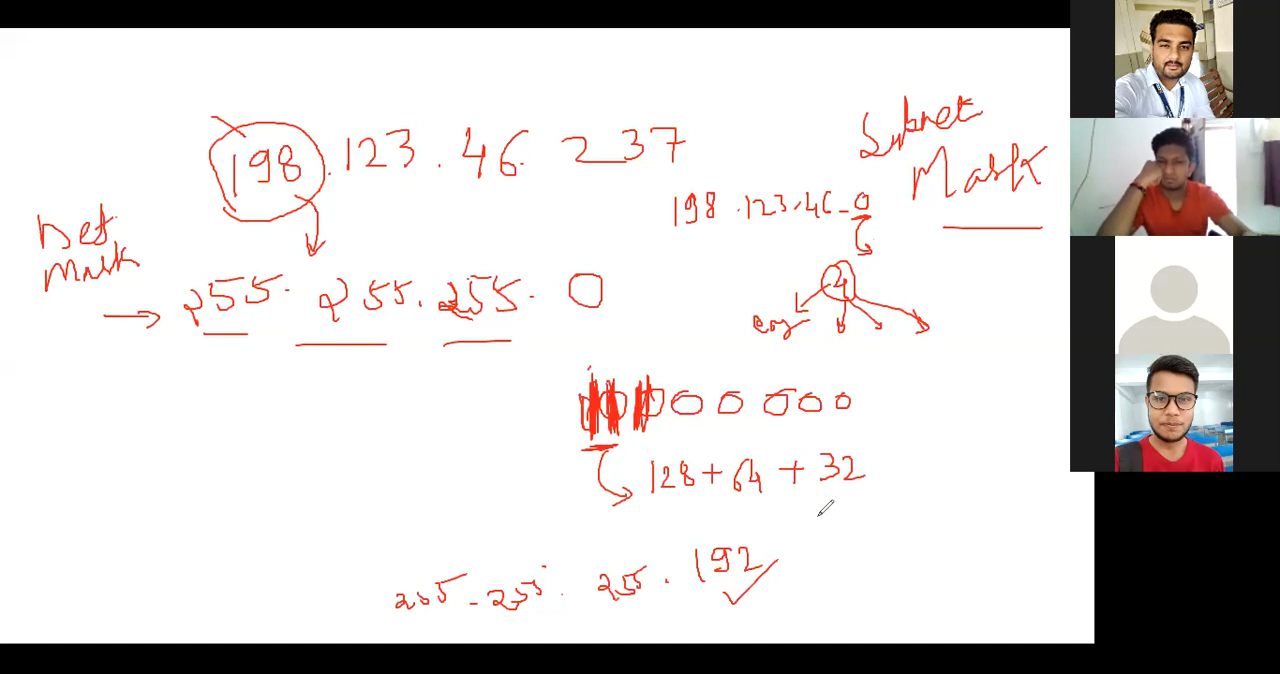 198.123.46.237
Subnet
Mask
198.123.46.0
Net
Mask
255.255.255.0
4
00000
128+64+32
255.255.255.192